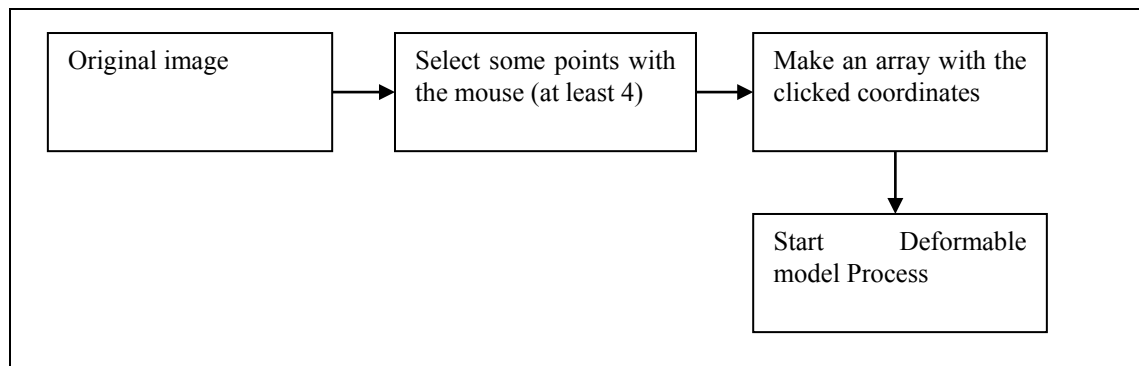 Original image
Select some points with
the mouse (at least 4)
Make an array with the
clicked coordinates
Start Deformable
model Process